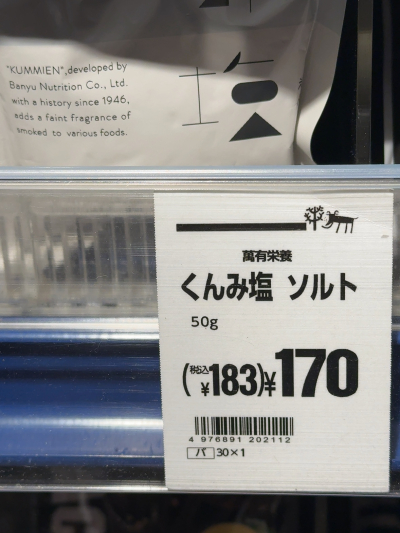 "KUMMIEN", developed by
Banyu Nutrition Co., Ltd.
with a history since 1946,
adds a faint fragrance of
smoked to various foods.
塩
萬有栄養
くんみ塩 ソルト
50g
(税込¥183)¥170
4 976891 202112
バ 30×1